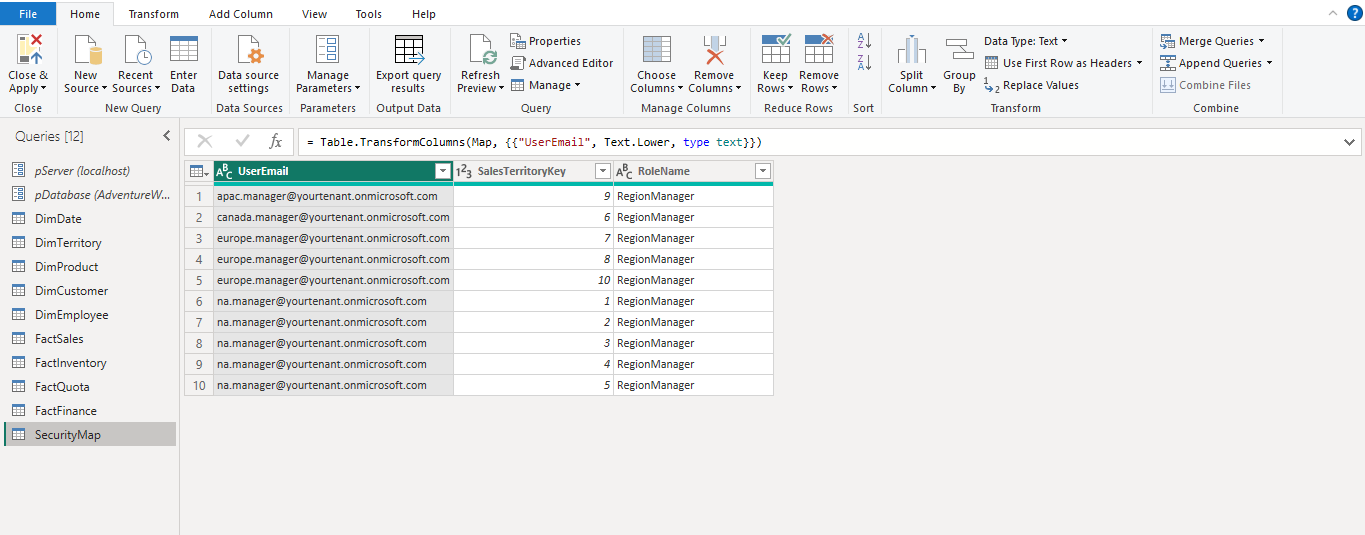 File Home Transform Add Column View Tools Help
Close & Apply
New Source
Recent Sources
Enter Data
Data source settings
Manage Parameters
Export query results
Refresh Preview
Properties
Advanced Editor
Manage
Choose Columns
Remove Columns
Keep Rows
Remove Rows
Split Column
Group By
Data Type: Text
Use First Row as Headers
Replace Values
Merge Queries
Append Queries
Combine Files
Close New Query Data Sources Parameters Output Data Query Manage Columns Reduce Rows Sort Transform Combine
Queries [12]
fx = Table.TransformColumns(Map, {{"UserEmail", Text.Lower, type text}})
pServer (localhost)
pDatabase (AdventureW...
DimDate
DimTerritory
DimProduct
DimCustomer
DimEmployee
FactSales
FactInventory
FactQuota
FactFinance
SecurityMap
ABC UserEmail 123 SalesTerritoryKey ABC RoleName
1 apac.manager@yourtenant.onmicrosoft.com 9 RegionManager
2 canada.manager@yourtenant.onmicrosoft.com 6 RegionManager
3 europe.manager@yourtenant.onmicrosoft.com 7 RegionManager
4 europe.manager@yourtenant.onmicrosoft.com 8 RegionManager
5 europe.manager@yourtenant.onmicrosoft.com 10 RegionManager
6 na.manager@yourtenant.onmicrosoft.com 1 RegionManager
7 na.manager@yourtenant.onmicrosoft.com 2 RegionManager
8 na.manager@yourtenant.onmicrosoft.com 3 RegionManager
9 na.manager@yourtenant.onmicrosoft.com 4 RegionManager
10 na.manager@yourtenant.onmicrosoft.com 5 RegionManager